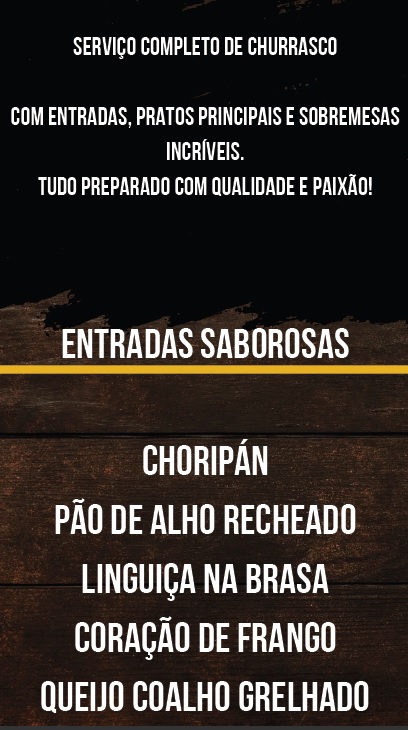 SERVIÇO COMPLETO DE CHURRASCO
COM ENTRADAS, PRATOS PRINCIPAIS E SOBREMESAS
INCRÍVEIS.
TUDO PREPARADO COM QUALIDADE E PAIXÃO!
ENTRADAS SABOROSAS
CHORIPÁN
PÃO DE ALHO RECHEADO
LINGUIÇA NA BRASA
CORAÇÃO DE FRANGO
QUEIJO COALHO GRELHADO